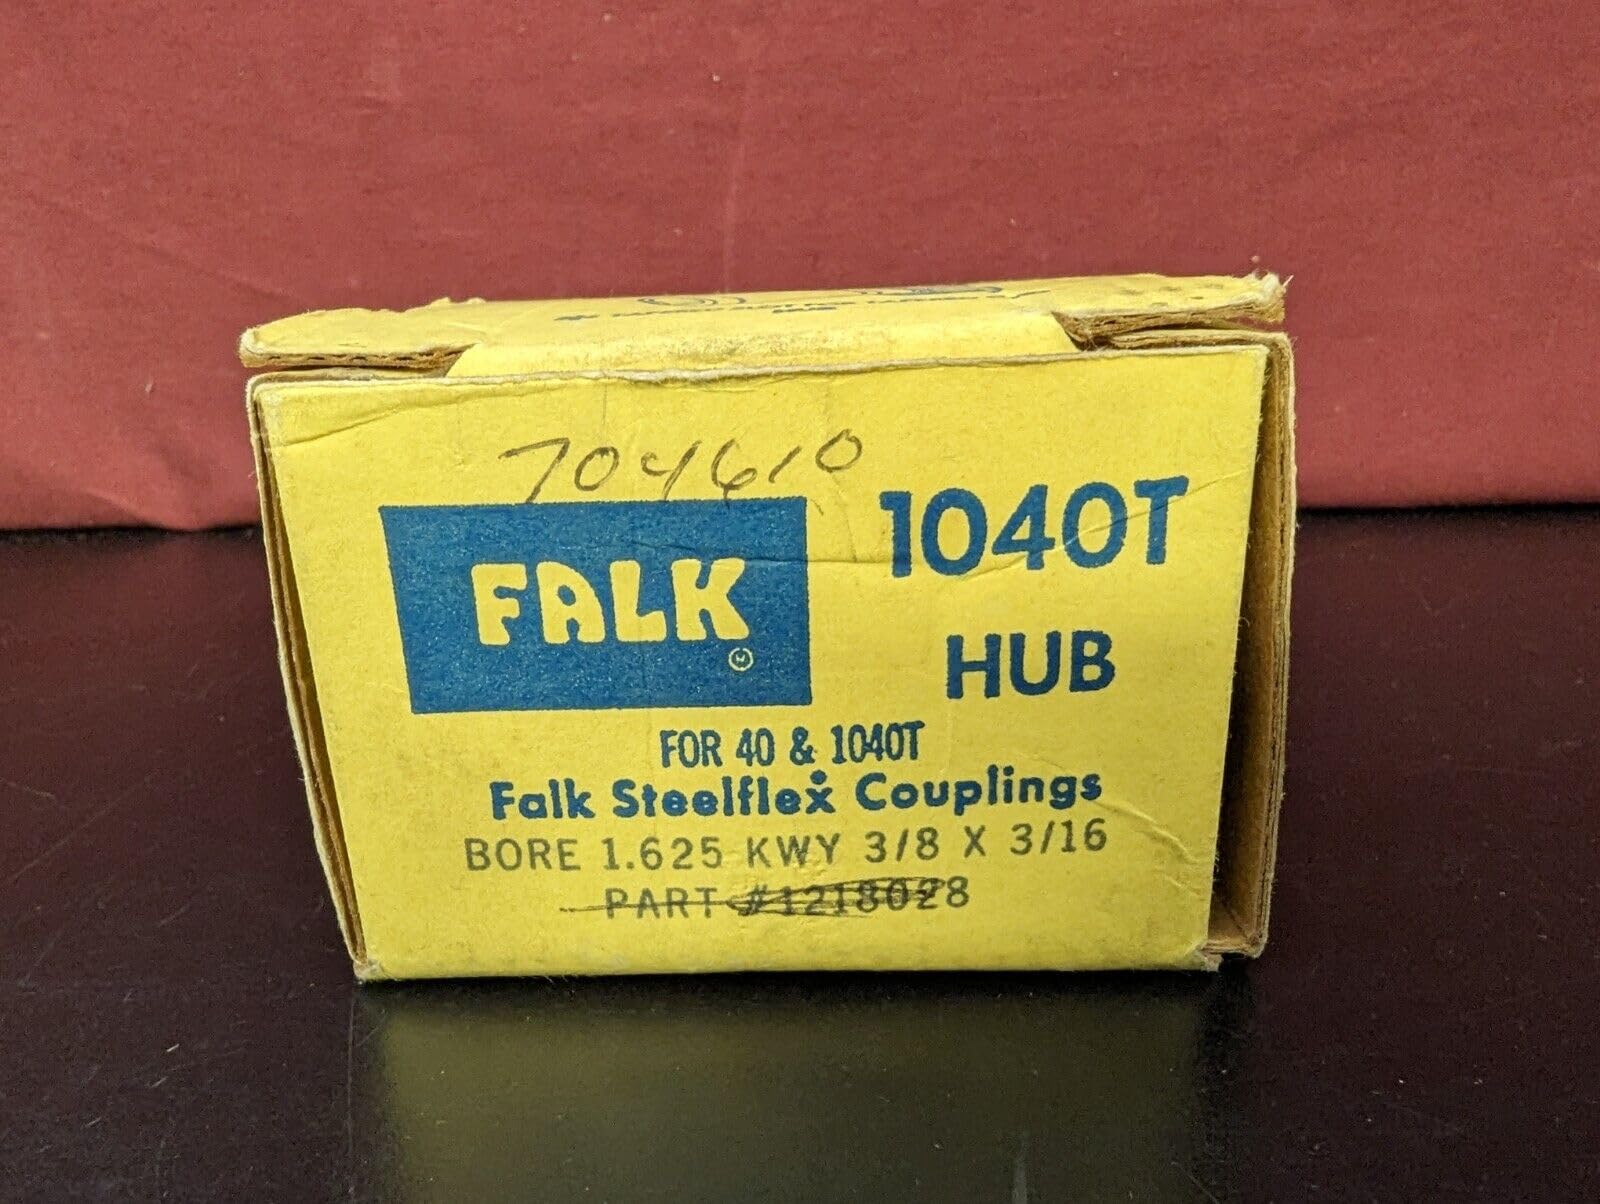 704610
FALK
1040T
HUB
FOR 40 & 1040T
Falk Steelflex Couplings
BORE 1.625 KWY 3/8 X 3/16
PART #1218028